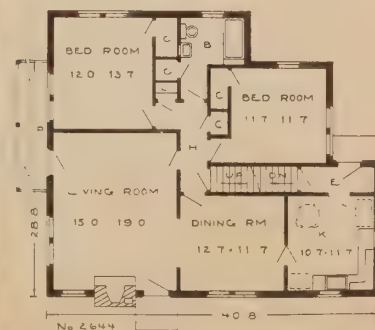 BED ROOM
12 0 13 7
C
C
B
C
C
BED ROOM
11 7 11 7
D
H
UP DN
E
LIVING ROOM
15 0 19 0
DINING RM
12 7 · 11 7
K
10 7 · 11 7
28 8
40 8
No 2644